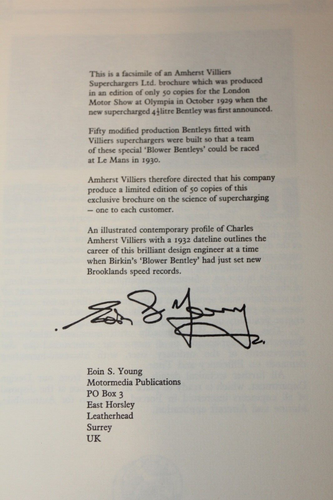 This is a facsimile of an Amherst Villiers
Superchargers Ltd. brochure which was produced
in an edition of only 50 copies for the London
Motor Show at Olympia in October 1929 when the
new supercharged 4½litre Bentley was first announced.
Fifty modified production Bentleys fitted with
Villiers superchargers were built so that a team
of these special 'Blower Bentleys' could be raced
at Le Mans in 1930.
Amherst Villiers therefore directed that his company
produce a limited edition of 50 copies of this
exclusive brochure on the science of supercharging
— one to each customer.
An illustrated contemporary profile of Charles
Amherst Villiers with a 1932 dateline outlines the
career of this brilliant design engineer at a time
when Birkin's 'Blower Bentley' had just set new
Brooklands speed records.
Eoin S. Young
Eoin S. Young
Motormedia Publications
PO Box 3
East Horsley
Leatherhead
Surrey
UK